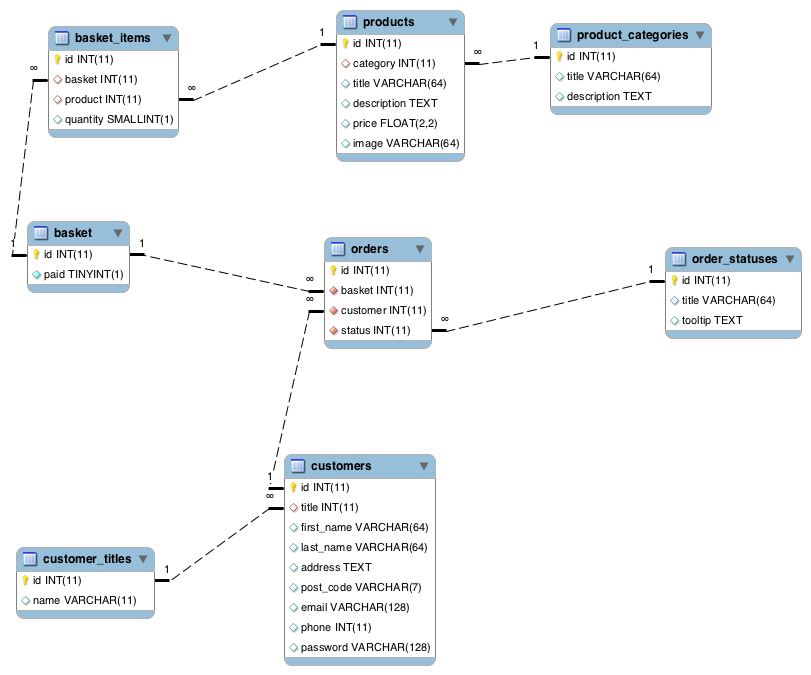 basket_items
id INT(11)
basket INT(11)
product INT(11)
quantity SMALLINT(1)
products
id INT(11)
category INT(11)
title VARCHAR(64)
description TEXT
price FLOAT(2,2)
image VARCHAR(64)
product_categories
id INT(11)
title VARCHAR(64)
description TEXT
∞
∞
1
∞
1
1
basket
id INT(11)
paid TINYINT(1)
1
∞
∞
orders
id INT(11)
basket INT(11)
customer INT(11)
status INT(11)
∞
1
order_statuses
id INT(11)
title VARCHAR(64)
tooltip TEXT
1
∞
customers
id INT(11)
title INT(11)
first_name VARCHAR(64)
last_name VARCHAR(64)
address TEXT
post_code VARCHAR(7)
email VARCHAR(128)
phone INT(11)
password VARCHAR(128)
customer_titles
id INT(11)
name VARCHAR(11)
1